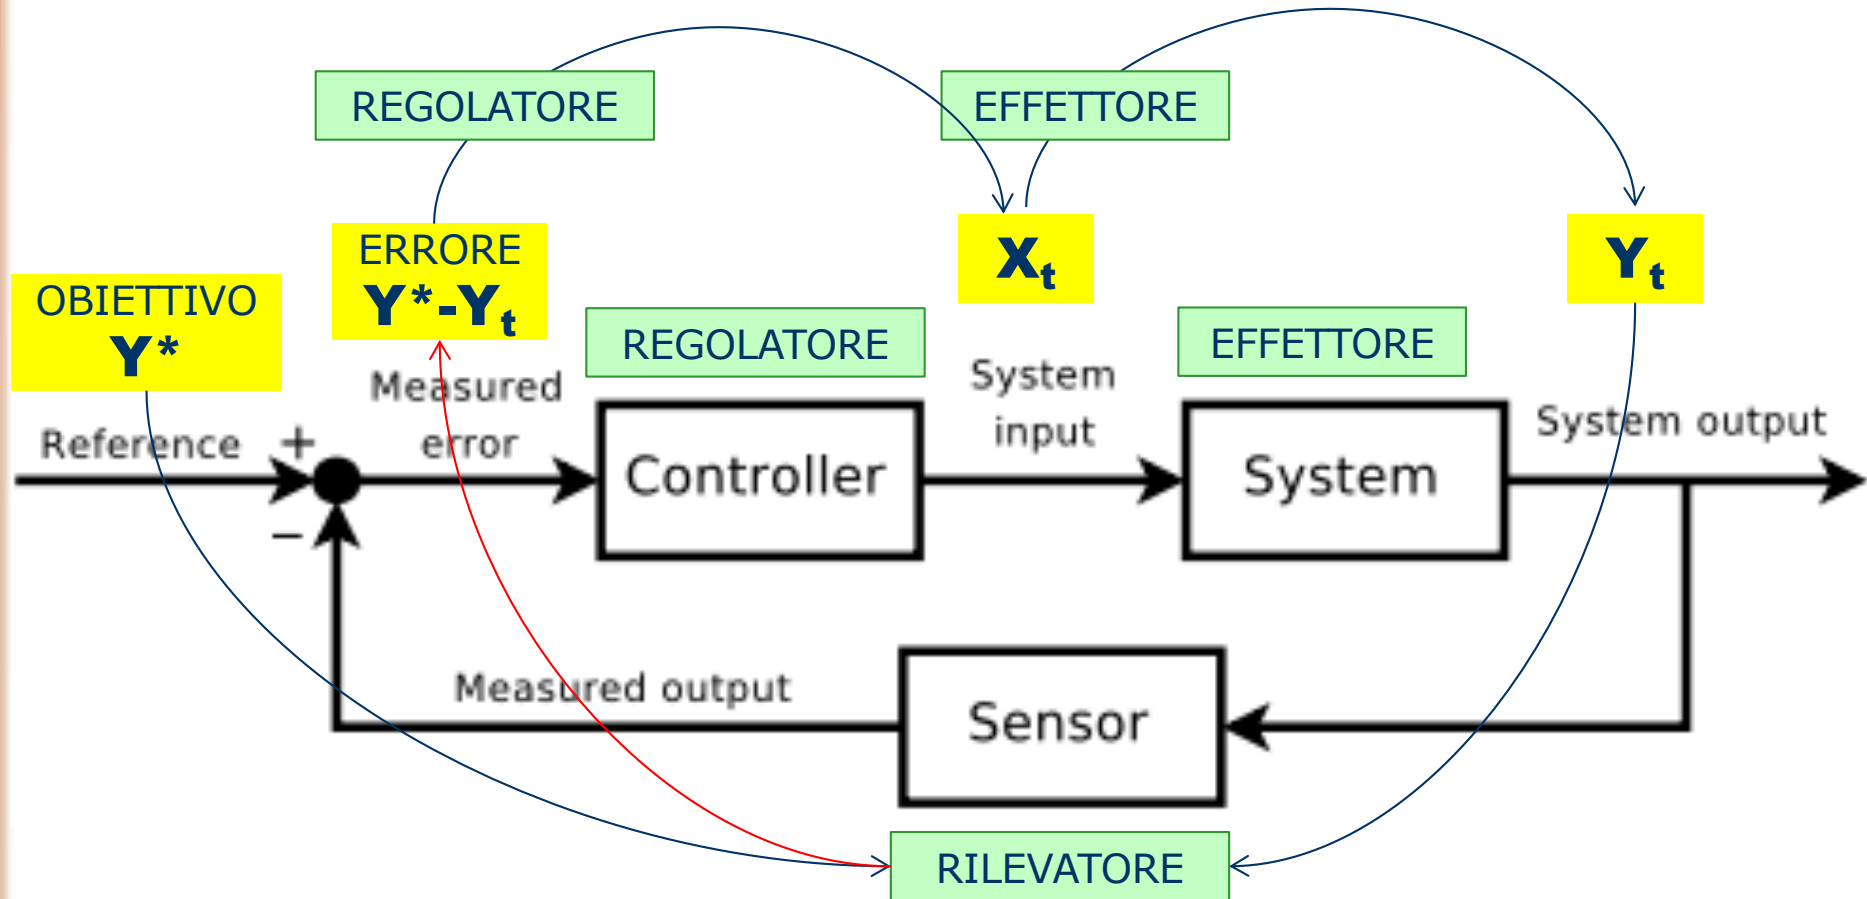 REGOLATORE
EFFETTORE
ERRORE
Y*-Yt
Xt
Yt
OBIETTIVO
Y*
REGOLATORE
EFFETTORE
Measured
error
System
input
System output
Reference
+
Controller
System
−
Measured output
Sensor
RILEVATORE